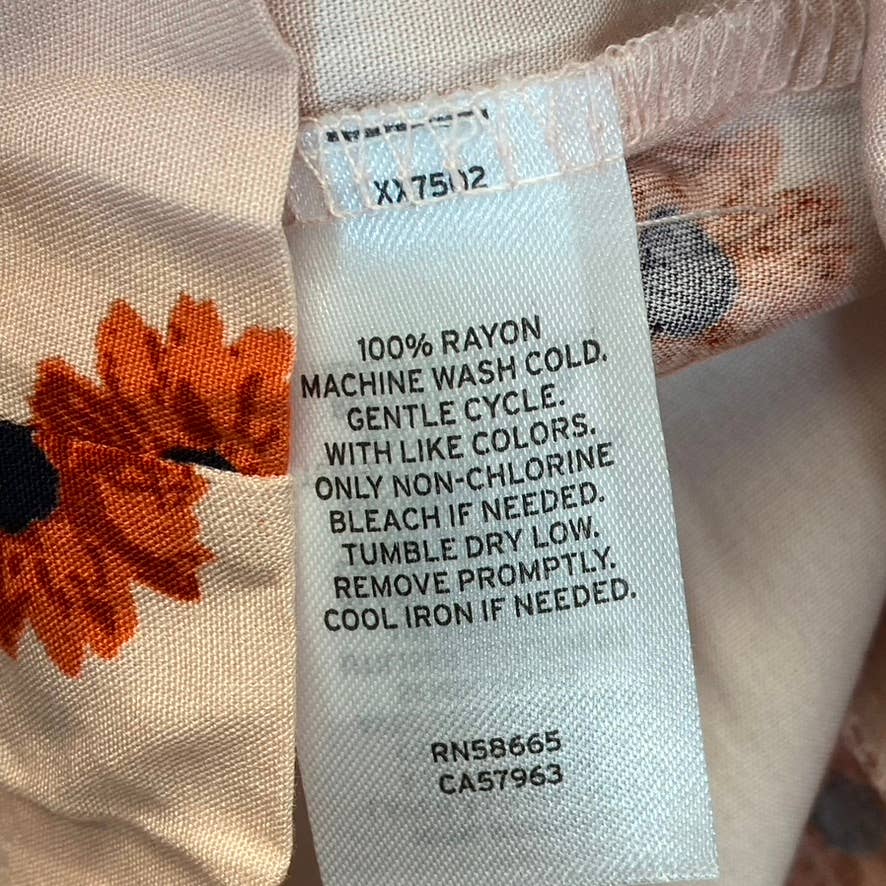 100% RAYON
MACHINE WASH COLD.
GENTLE CYCLE.
WITH LIKE COLORS.
ONLY NON-CHLORINE
BLEACH IF NEEDED.
TUMBLE DRY LOW.
REMOVE PROMPTLY.
COOL IRON IF NEEDED.
RN58665
CA57963